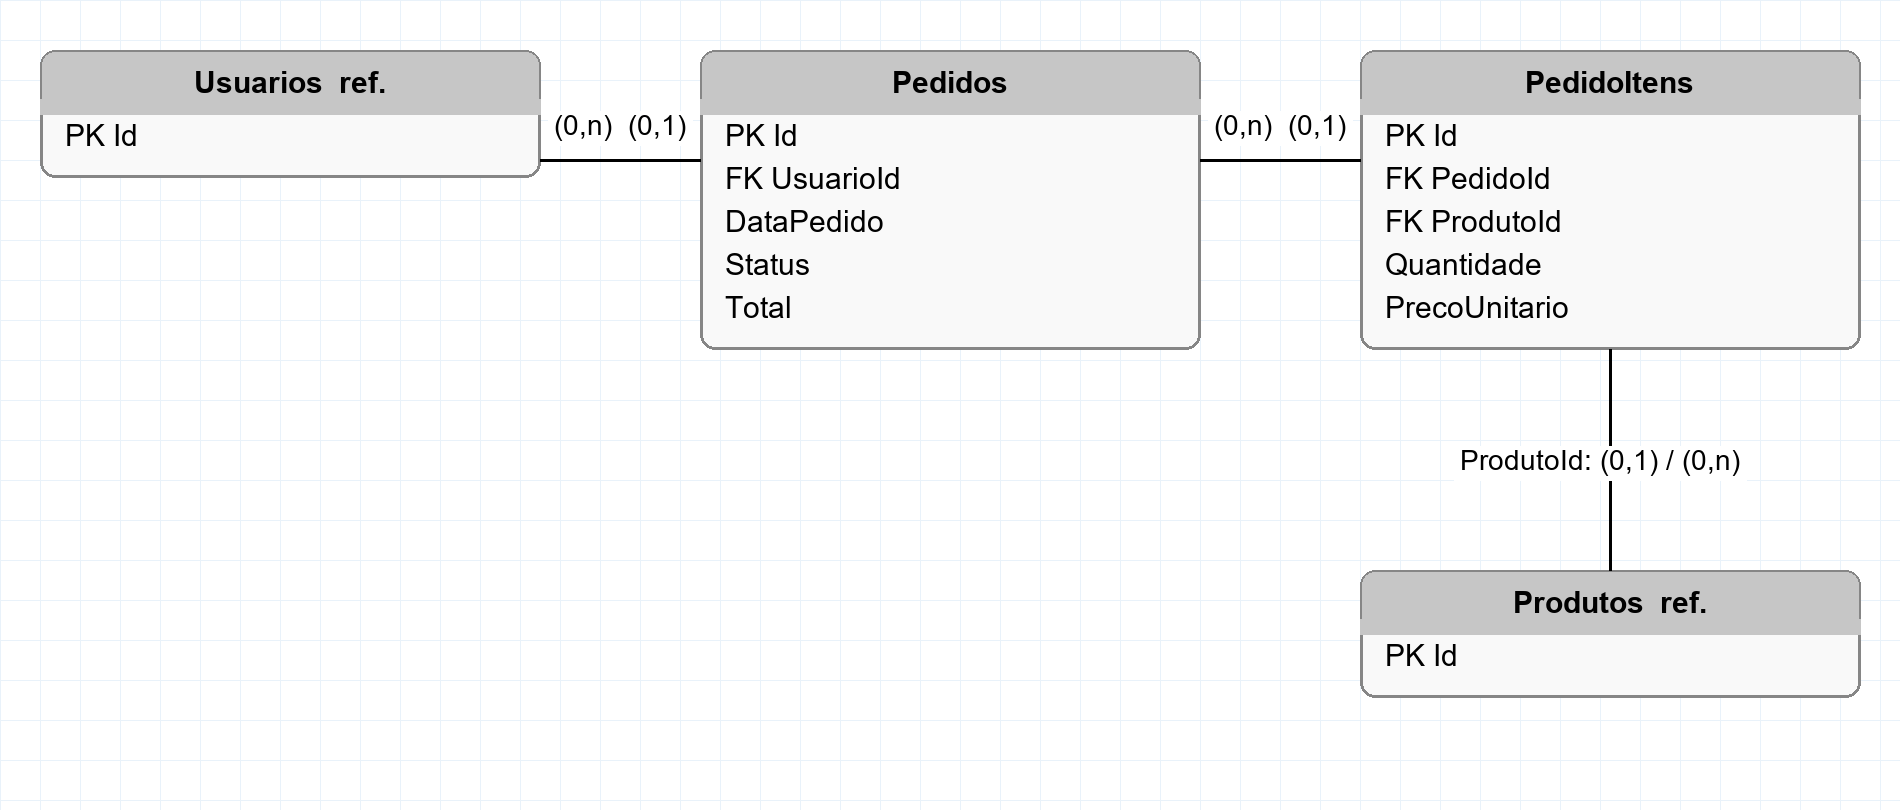 Usuarios ref.
PK Id
(0,n) (0,1)
Pedidos
PK Id
FK UsuarioId
DataPedido
Status
Total
(0,n) (0,1)
PedidoItens
PK Id
FK PedidoId
FK ProdutoId
Quantidade
PrecoUnitario
ProdutoId: (0,1) / (0,n)
Produtos ref.
PK Id